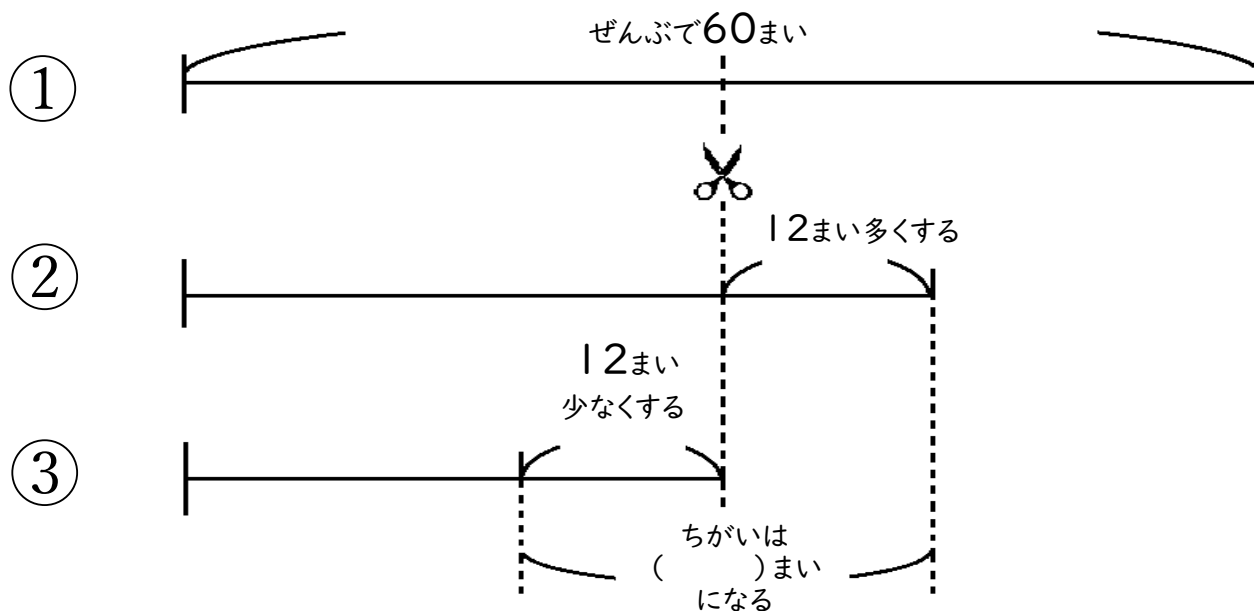 ぜんぶで60まい
①
12まい多くする
②
12まい
少なくする
③
ちがいは
(　　　)まい
になる